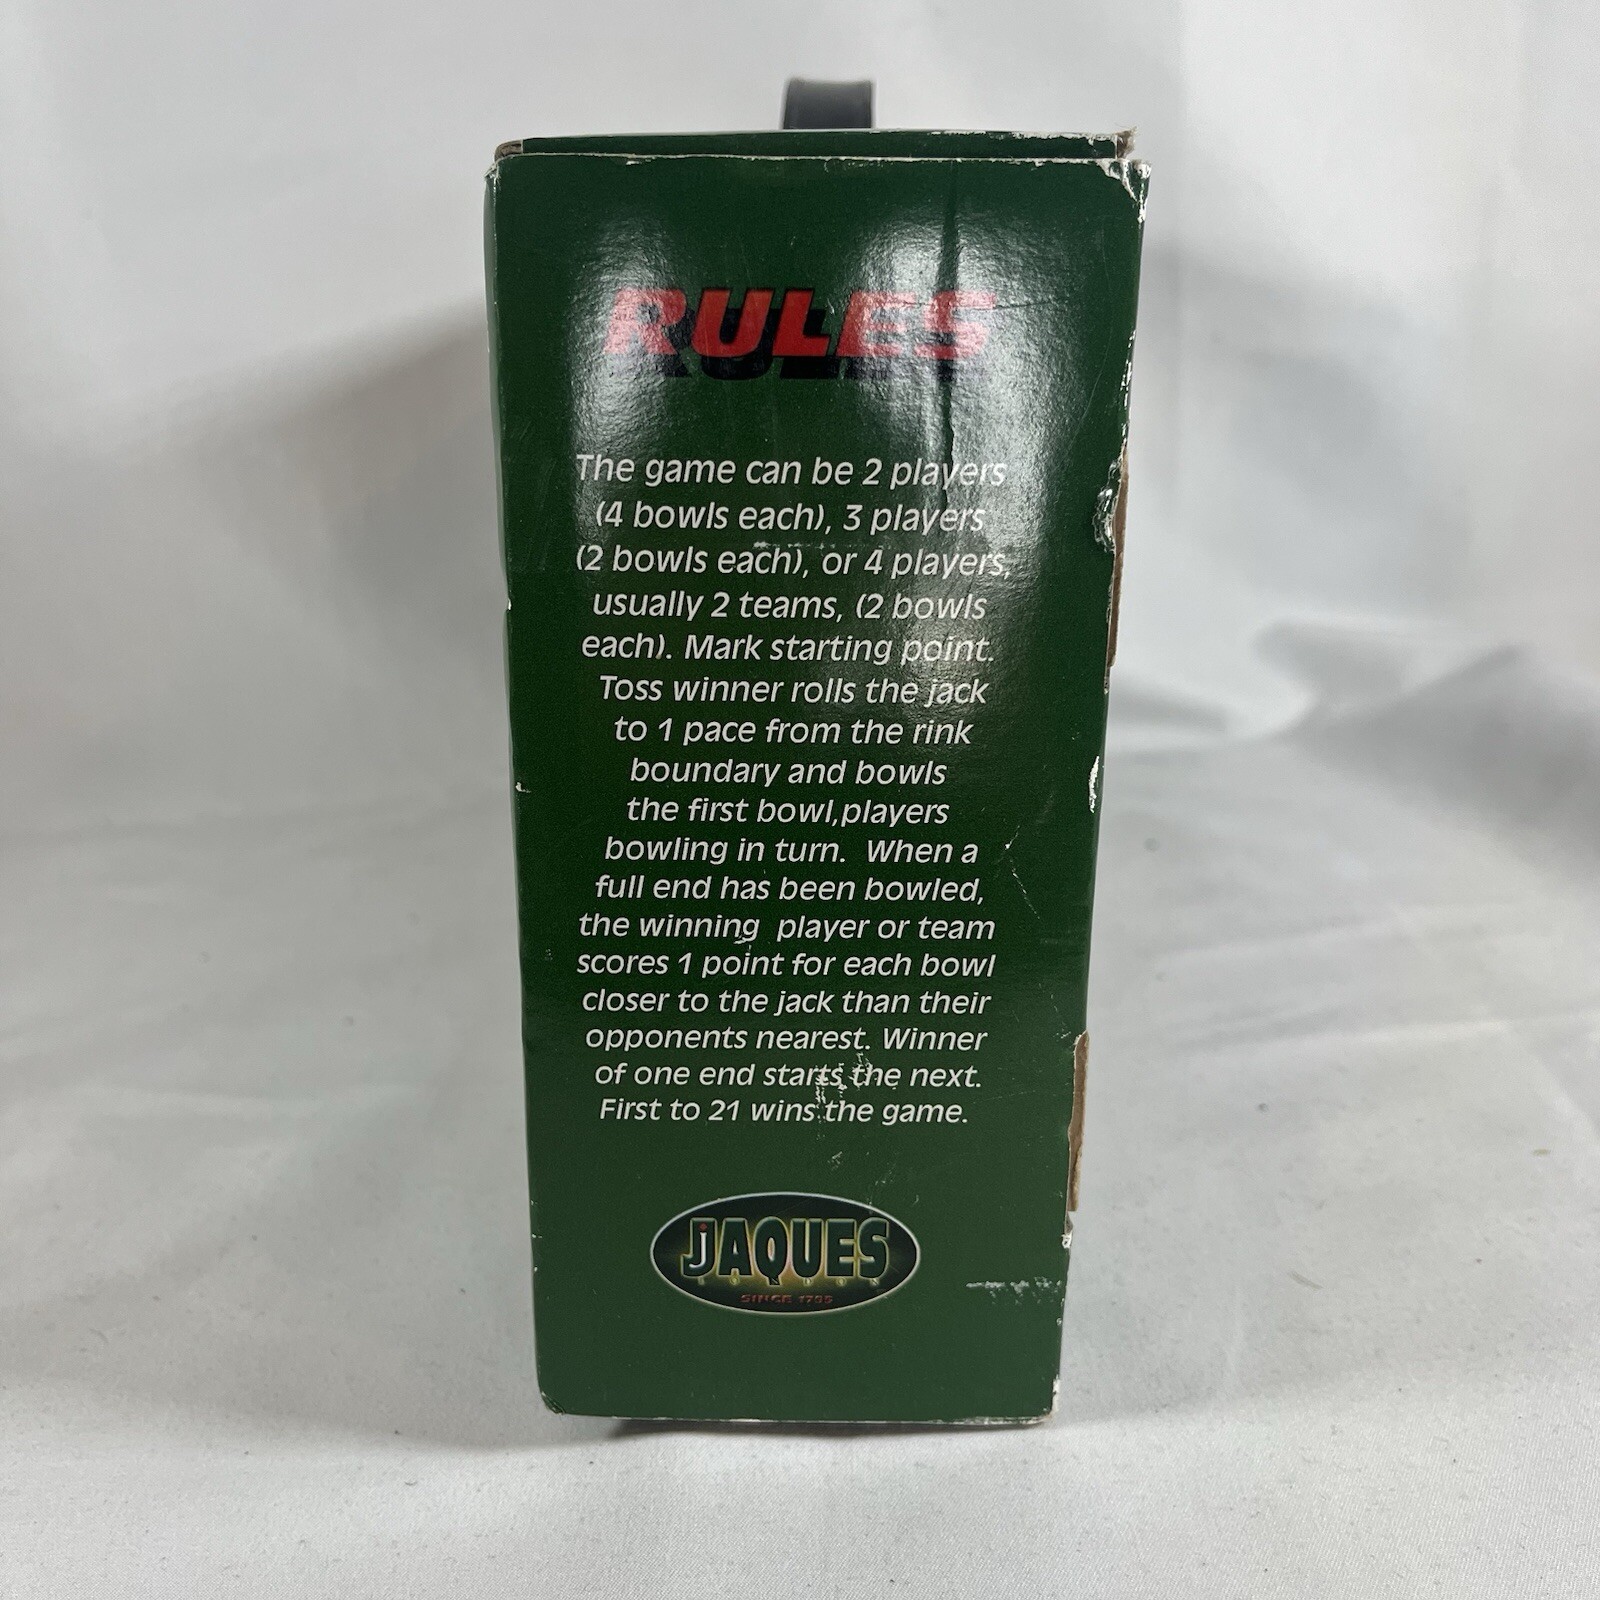 RULES
The game can be 2 players
(4 bowls each), 3 players
(2 bowls each), or 4 players,
usually 2 teams, (2 bowls
each). Mark starting point.
Toss winner rolls the jack
to 1 pace from the rink
boundary and bowls
the first bowl,players
bowling in turn.  When a
full end has been bowled,
the winning  player or team
scores 1 point for each bowl
closer to the jack than their
opponents nearest. Winner
of one end starts the next.
First to 21 wins the game.
JAQUES
LONDON
SINCE 1795